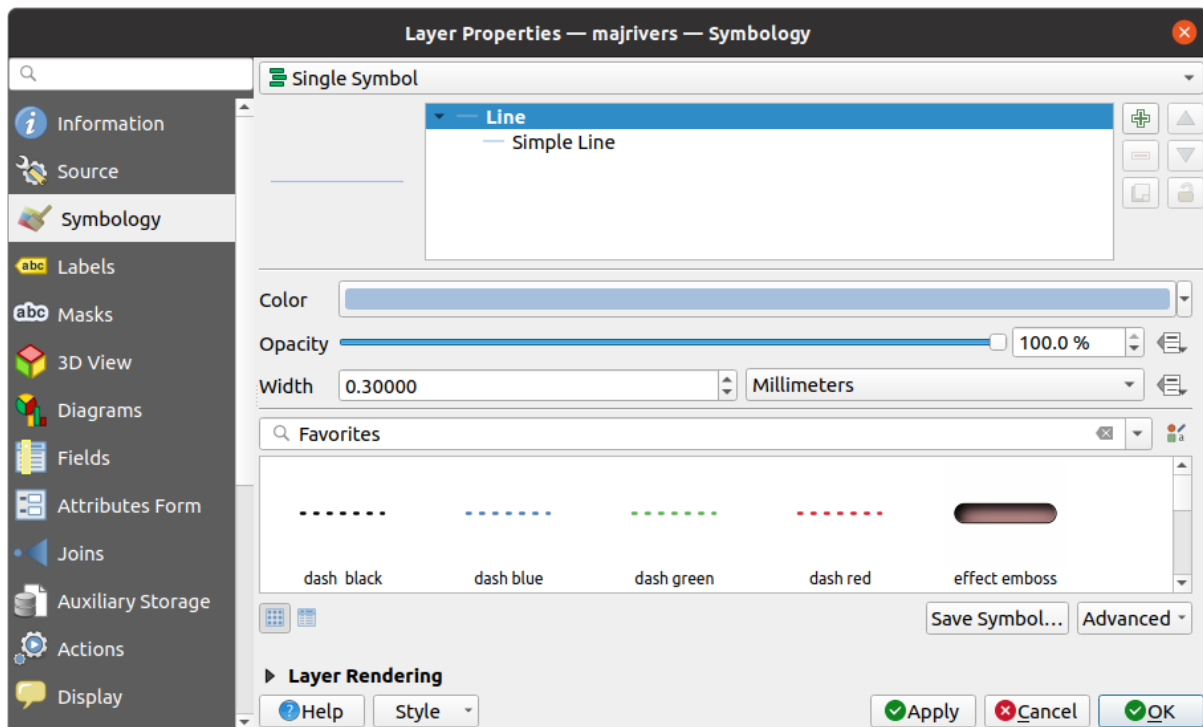 Layer Properties — majrivers — Symbology
Single Symbol
Information
Source
Symbology
abc Labels
abc Masks
3D View
Diagrams
Fields
Attributes Form
Joins
Auxiliary Storage
Actions
Display
Line
Simple Line
Color
Opacity
100.0 %
Width
0.30000
Millimeters
Favorites
a
dash black
dash blue
dash green
dash red
effect emboss
Save Symbol...
Advanced
Layer Rendering
Help
Style
Apply
Cancel
OK